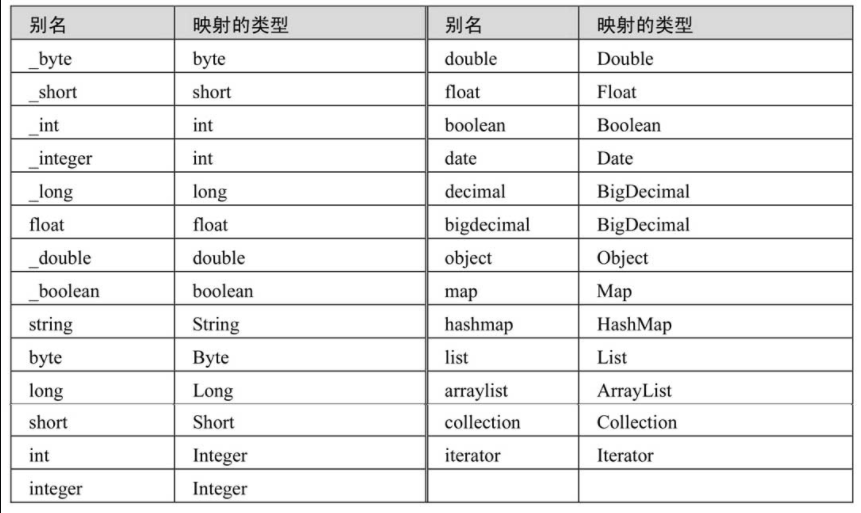 别名 映射的类型 别名 映射的类型
_byte byte double Double
_short short float Float
_int int boolean Boolean
_integer int date Date
_long long decimal BigDecimal
float float bigdecimal BigDecimal
_double double object Object
_boolean boolean map Map
string String hashmap HashMap
byte Byte list List
long Long arraylist ArrayList
short Short collection Collection
int Integer iterator Iterator
integer Integer